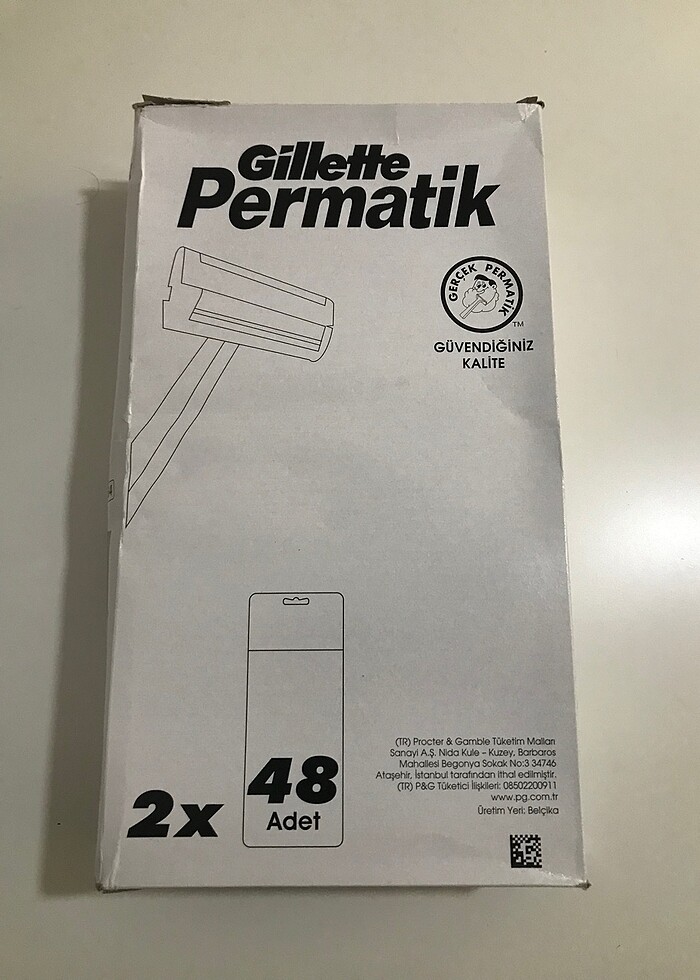 Gillette
Permatik
GERÇEK PERMATİK
TM
GÜVENDİĞİNİZ
KALİTE
2x
48
Adet
(TR) Procter & Gamble Tüketim Malları
Sanayi A.Ş. Nida Kule – Kuzey, Barbaros
Mahallesi Begonya Sokak No:3 34746
Ataşehir, İstanbul tarafından ithal edilmiştir.
(TR) P&G Tüketici İlişkileri: 08502200911
www.pg.com.tr
Üretim Yeri: Belçika